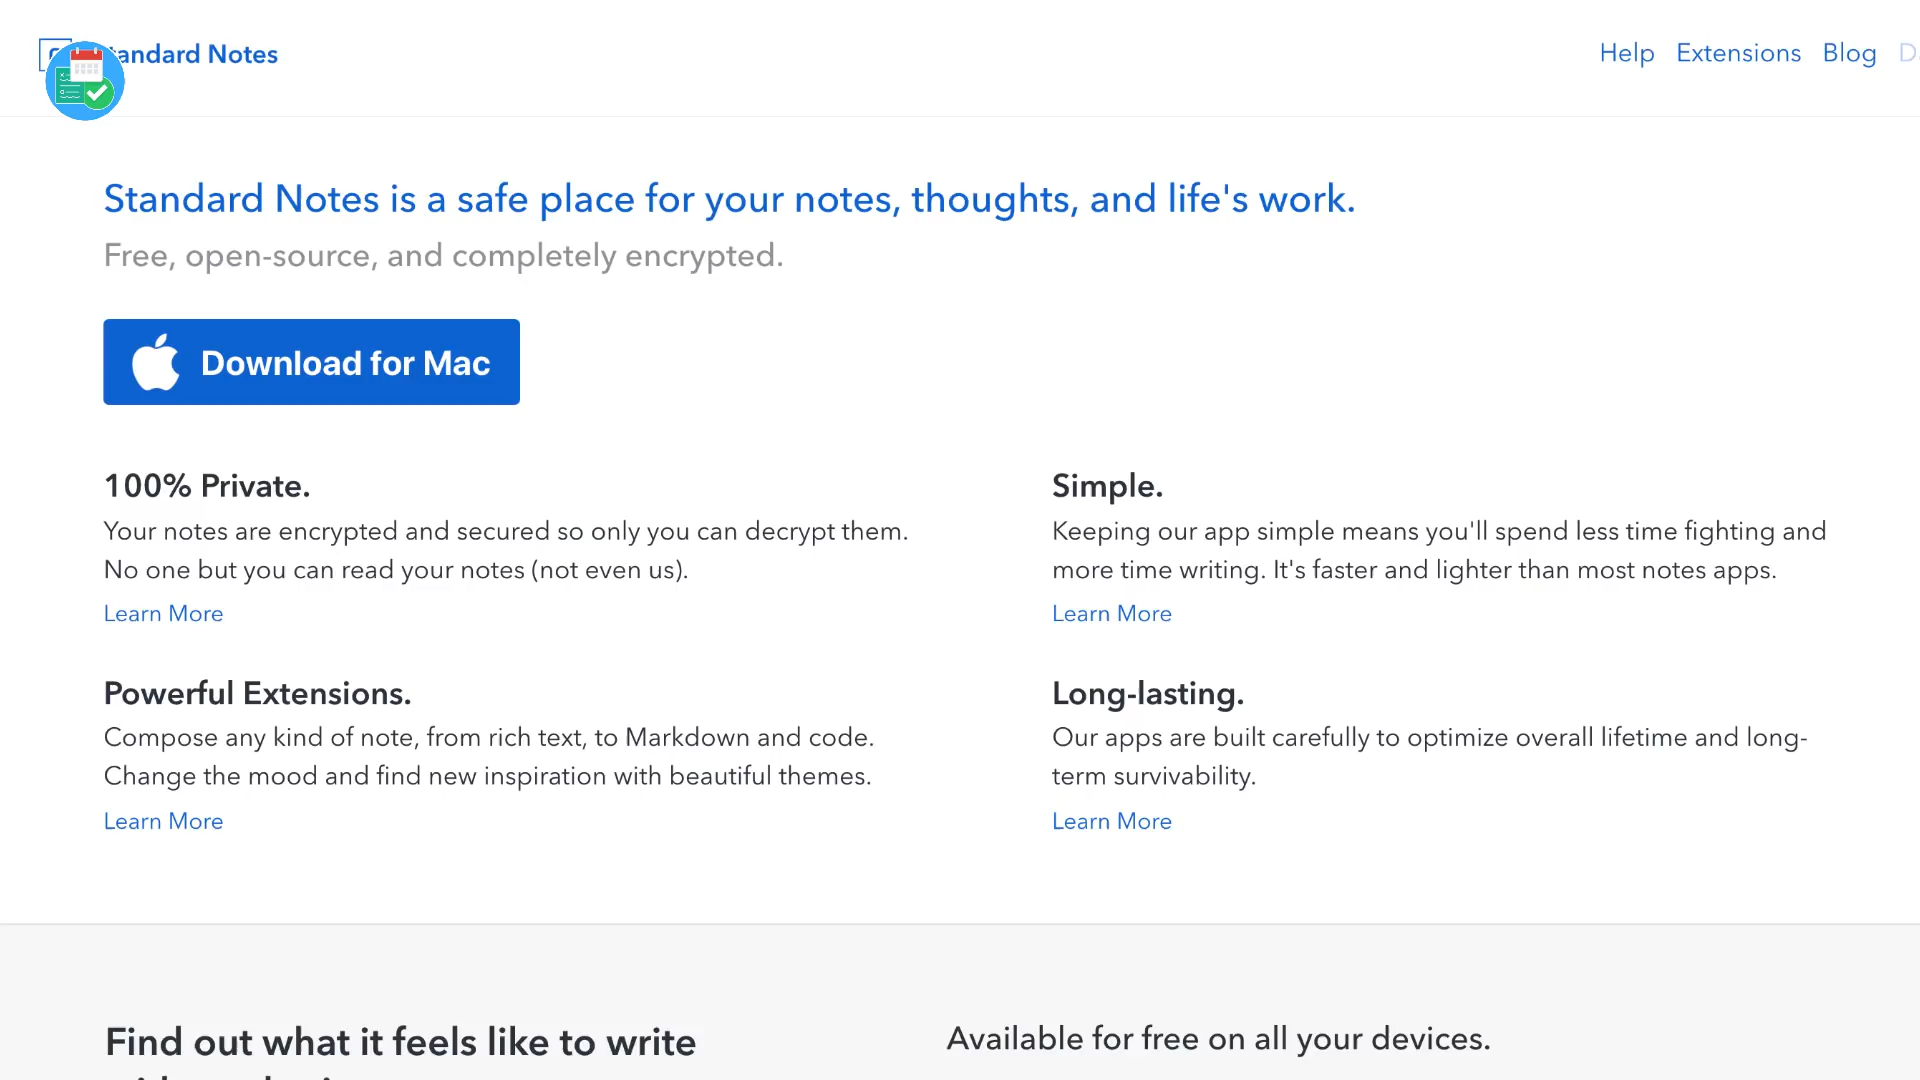 tandard Notes
Help Extensions Blog
Standard Notes is a safe place for your notes, thoughts, and life's work.
Free, open-source, and completely encrypted.
Download for Mac
100% Private.
Your notes are encrypted and secured so only you can decrypt them.
No one but you can read your notes (not even us).
Learn More
Simple.
Keeping our app simple means you'll spend less time fighting and
more time writing. It's faster and lighter than most notes apps.
Learn More
Powerful Extensions.
Compose any kind of note, from rich text, to Markdown and code.
Change the mood and find new inspiration with beautiful themes.
Learn More
Long-lasting.
Our apps are built carefully to optimize overall lifetime and long-
term survivability.
Learn More
Find out what it feels like to write
Available for free on all your devices.